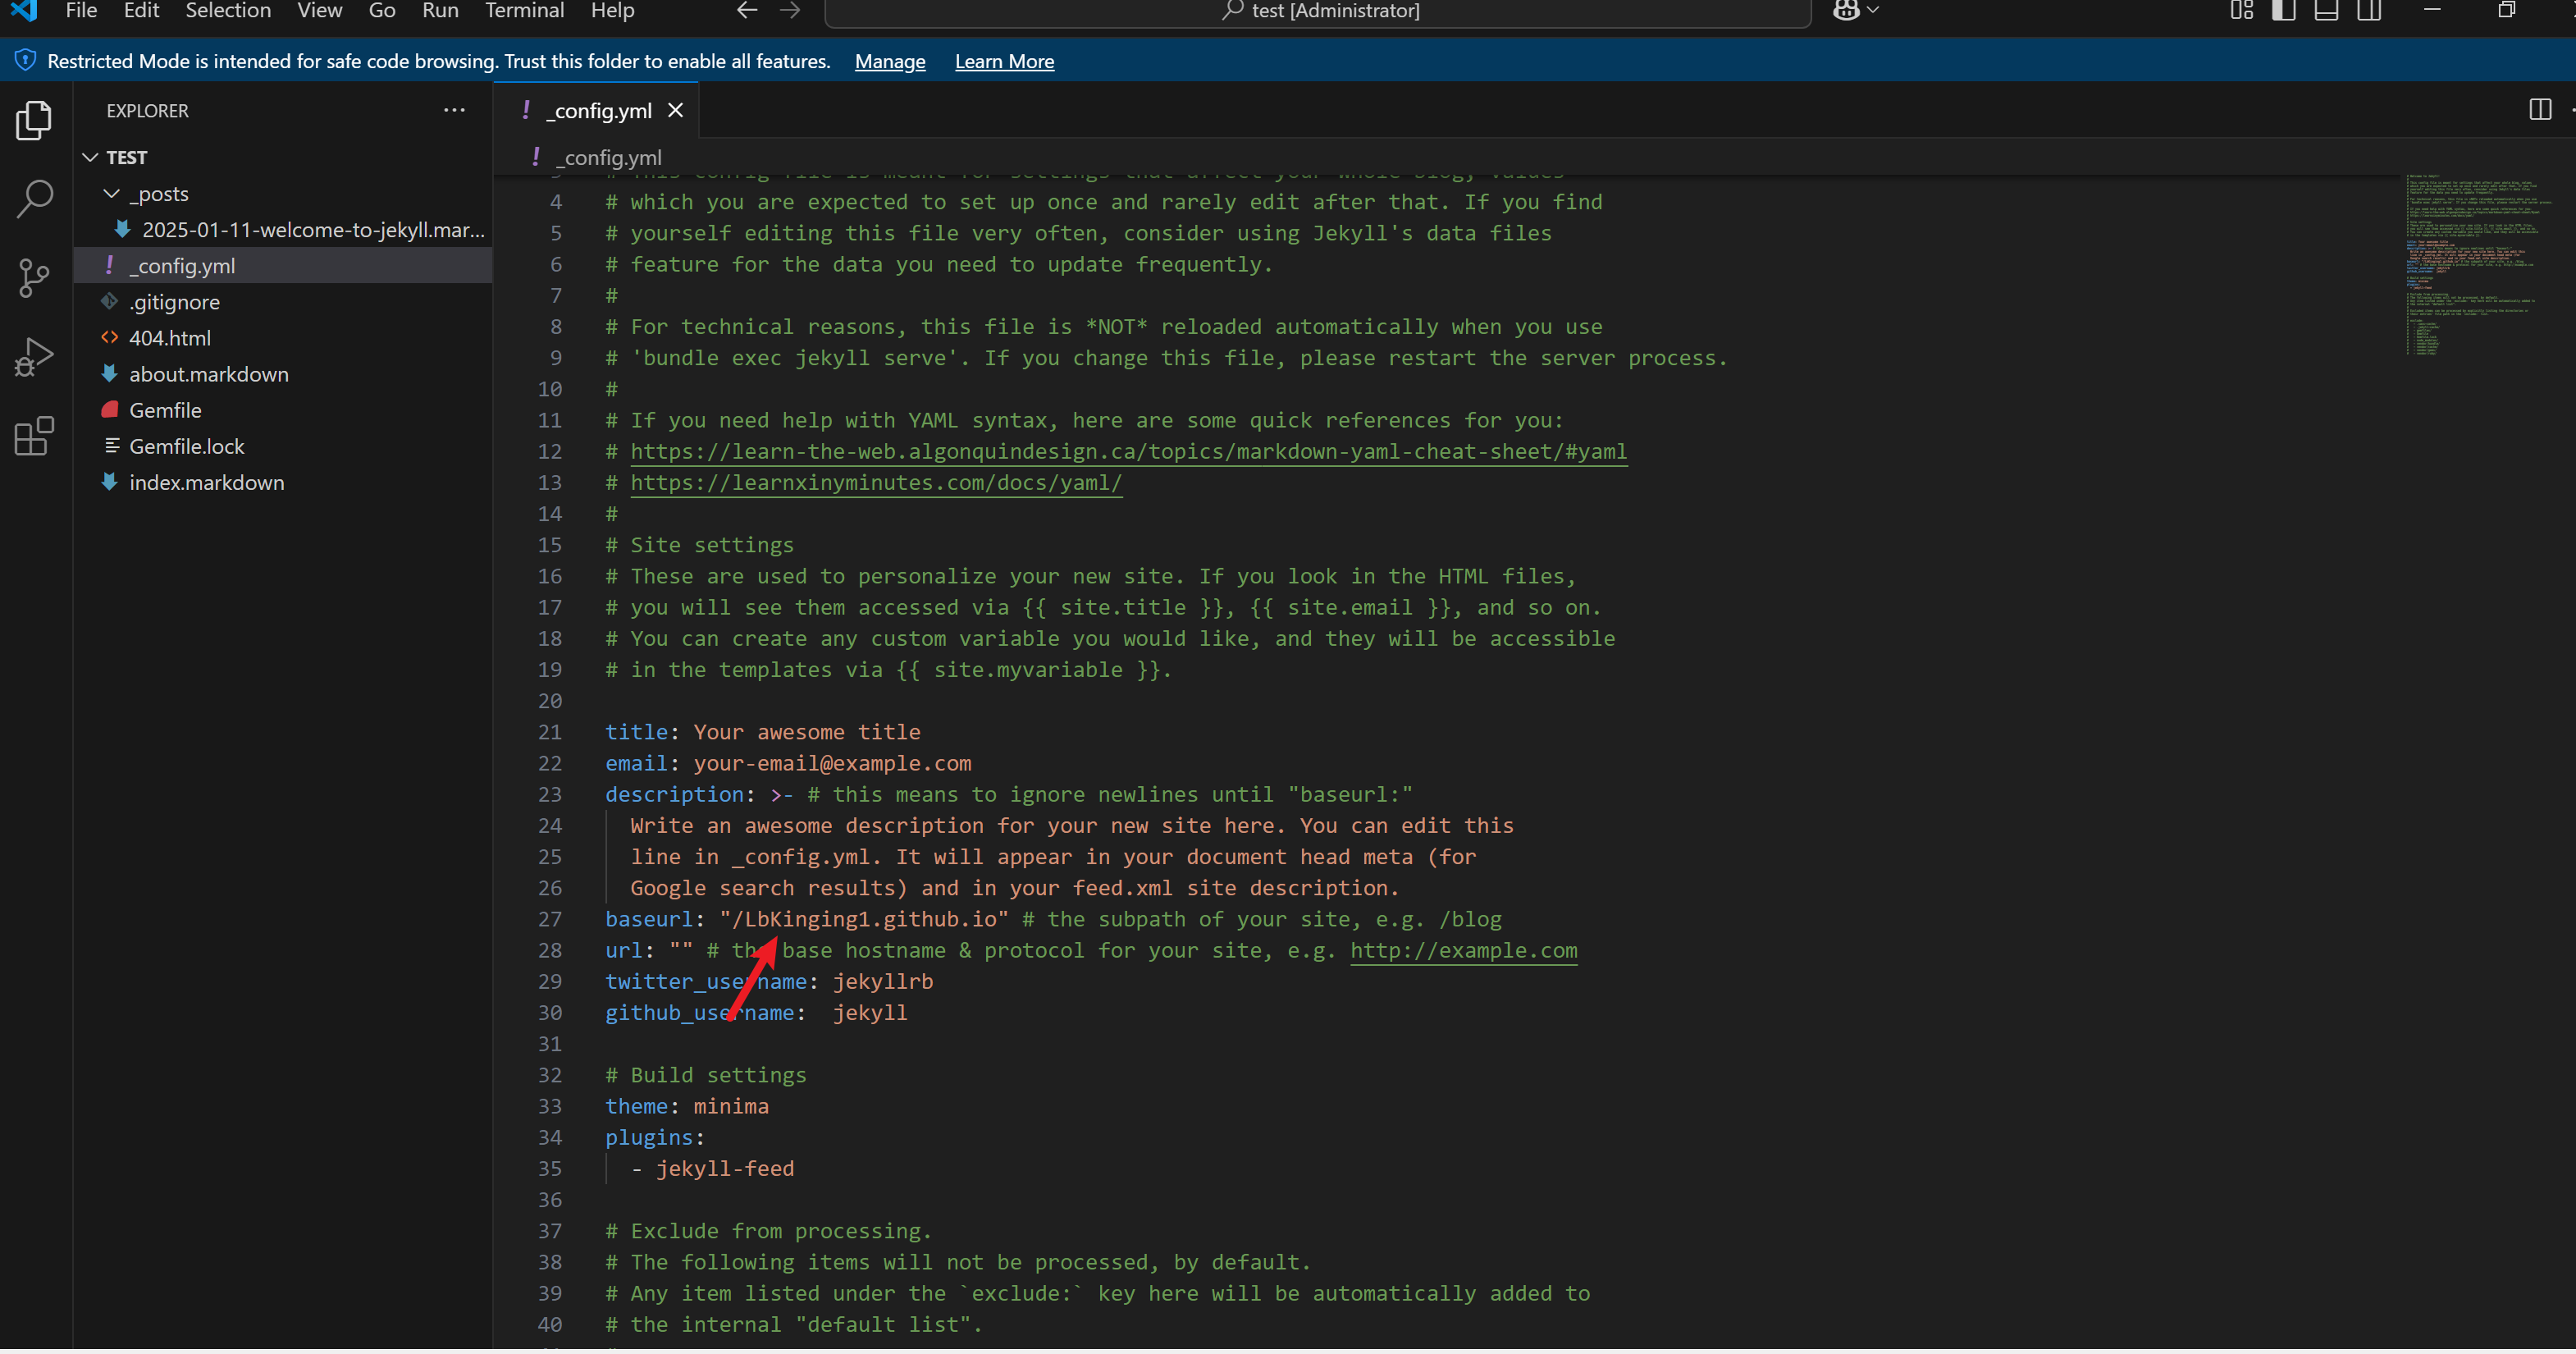 File Edit Selection View Go Run Terminal Help
test [Administrator]
Restricted Mode is intended for safe code browsing. Trust this folder to enable all features. Manage Learn More
EXPLORER
_config.yml
TEST
_config.yml
_posts
2025-01-11-welcome-to-jekyll.mar...
_config.yml
.gitignore
404.html
about.markdown
Gemfile
Gemfile.lock
index.markdown
4 # which you are expected to set up once and rarely edit after that. If you find
5 # yourself editing this file very often, consider using Jekyll's data files
6 # feature for the data you need to update frequently.
7 #
8 # For technical reasons, this file is *NOT* reloaded automatically when you use
9 # 'bundle exec jekyll serve'. If you change this file, please restart the server process.
10 #
11 # If you need help with YAML syntax, here are some quick references for you:
12 # https://learn-the-web.algonquindesign.ca/topics/markdown-yaml-cheat-sheet/#yaml
13 # https://learnxinyminutes.com/docs/yaml/
14 #
15 # Site settings
16 # These are used to personalize your new site. If you look in the HTML files,
17 # you will see them accessed via {{ site.title }}, {{ site.email }}, and so on.
18 # You can create any custom variable you would like, and they will be accessible
19 # in the templates via {{ site.myvariable }}.
20
21 title: Your awesome title
22 email: your-email@example.com
23 description: >- # this means to ignore newlines until "baseurl:"
24 Write an awesome description for your new site here. You can edit this
25 line in _config.yml. It will appear in your document head meta (for
26 Google search results) and in your feed.xml site description.
27 baseurl: "/LbKinging1.github.io" # the subpath of your site, e.g. /blog
28 url: "" # the base hostname & protocol for your site, e.g. http://example.com
29 twitter_username: jekyllrb
30 github_username: jekyll
31
32 # Build settings
33 theme: minima
34 plugins:
35 - jekyll-feed
36
37 # Exclude from processing.
38 # The following items will not be processed, by default.
39 # Any item listed under the `exclude:` key here will be automatically added to
40 # the internal "default list".